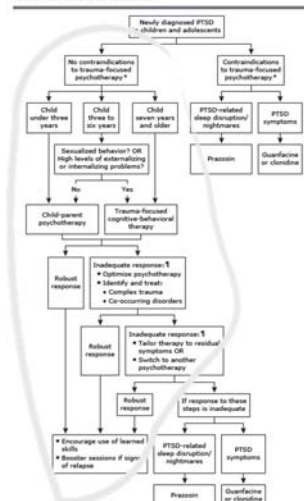 Newly diagnosed PTSD
in children and adolescents
No contraindications
to trauma-focused
psychotherapy*
Contraindications
to trauma-focused
psychotherapy*
Child
under three
years
Child
three to
six years
Child
seven years
and older
PTSD-related
sleep disruption/
nightmares
PTSD
symptoms
Sexualized behavior? OR
High levels of externalizing
or internalizing problems?
Prazosin
Guanfacine
or clonidine
No
Yes
Child-parent
psychotherapy
Trauma-focused
cognitive-behavioral
therapy
Robust
response
Inadequate response: ¶
• Optimize psychotherapy
• Identify and treat:
• Complex trauma
• Co-occurring disorders
Robust
response
Inadequate response: ¶
• Tailor therapy to residual
symptoms OR
• Switch to another
psychotherapy
Robust
response
If response to these
steps is inadequate
• Encourage use of learned
skills
• Booster sessions if signs
of relapse
PTSD-related
sleep disruption/
nightmares
PTSD
symptoms
Prazosin
Guanfacine
or clonidine